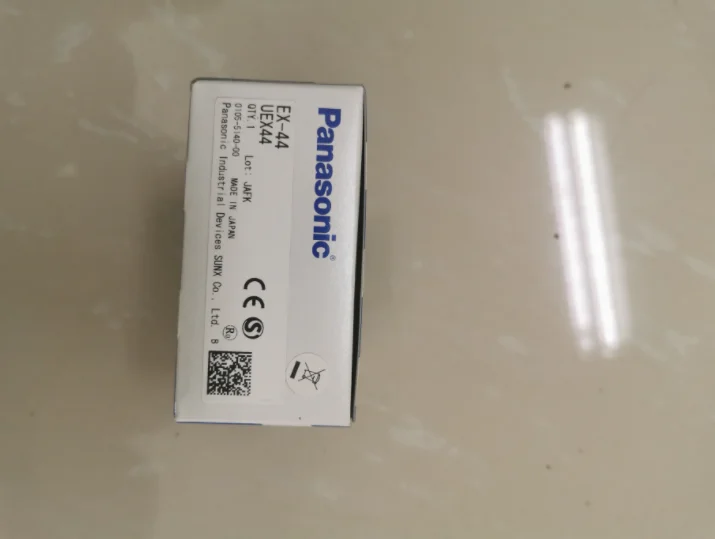 Panasonic®
EX-44
UEX44
QTY. 1 Lot: JAFK
0105-5140-00 MADE IN JAPAN
Panasonic Industrial Devices SUNX Co., Ltd. 8
CE